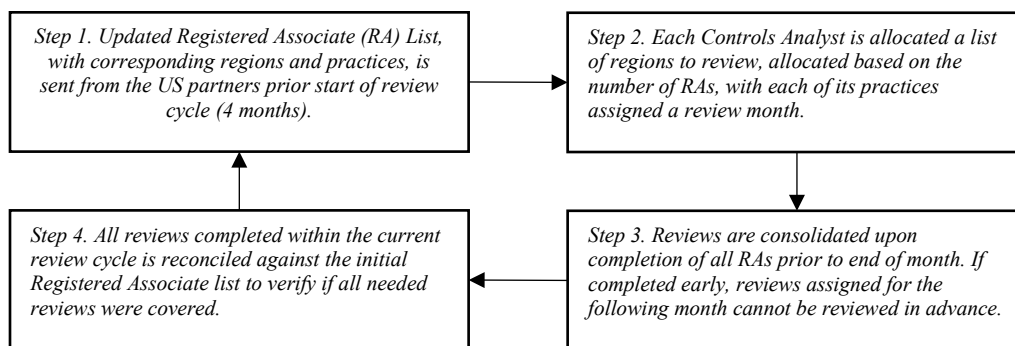 Step 1. Updated Registered Associate (RA) List,
with corresponding regions and practices, is
sent from the US partners prior start of review
cycle (4 months).
Step 2. Each Controls Analyst is allocated a list
of regions to review, allocated based on the
number of RAs, with each of its practices
assigned a review month.
Step 3. Reviews are consolidated upon
completion of all RAs prior to end of month. If
completed early, reviews assigned for the
following month cannot be reviewed in advance.
Step 4. All reviews completed within the current
review cycle is reconciled against the initial
Registered Associate list to verify if all needed
reviews were covered.